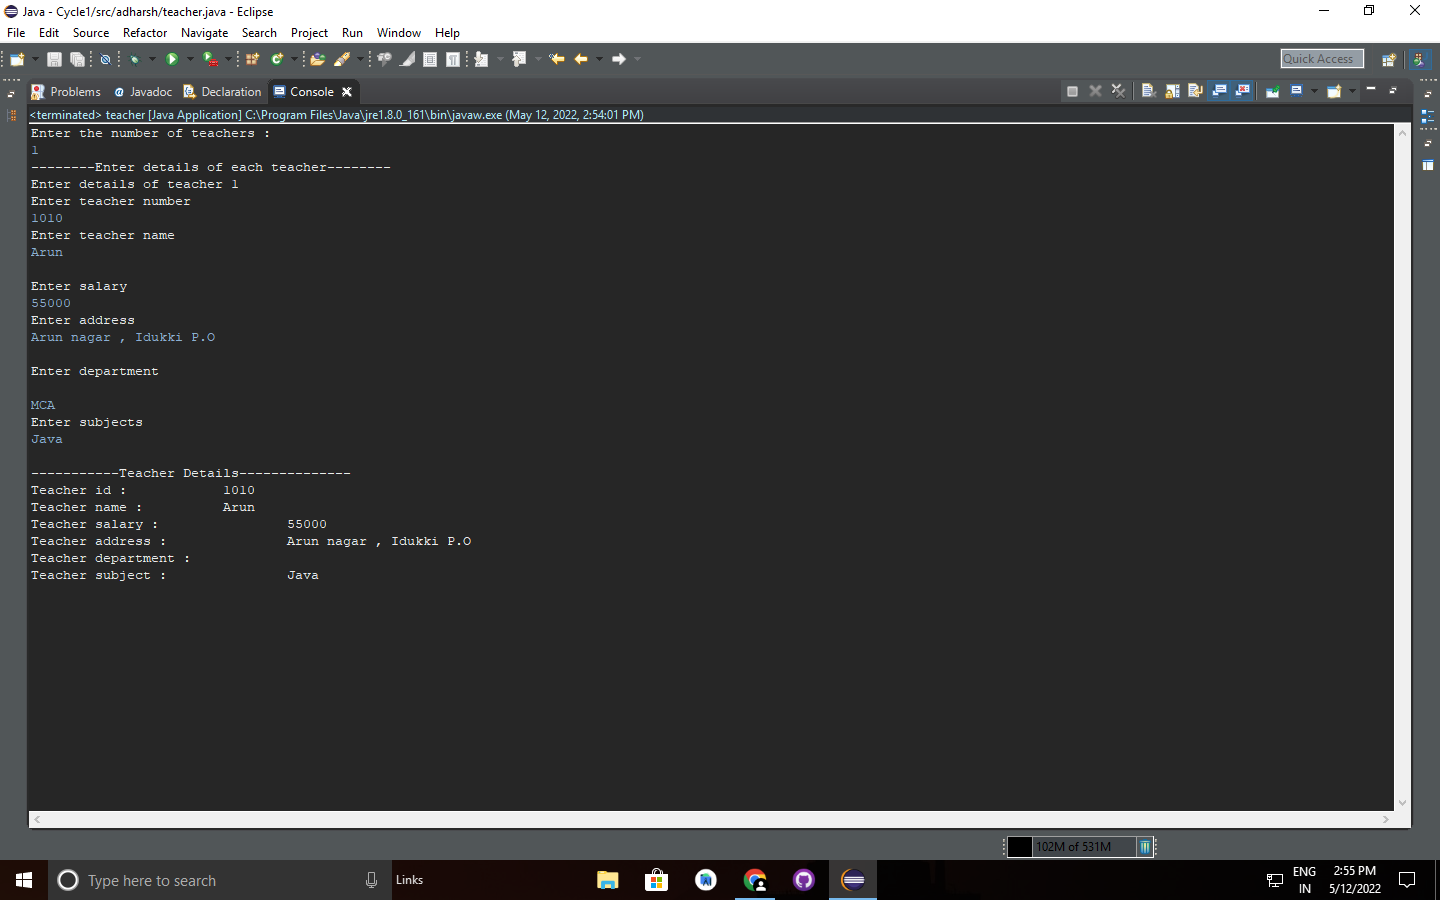 Java - Cycle1/src/adharsh/teacher.java - Eclipse
File Edit Source Refactor Navigate Search Project Run Window Help
Quick Access
Problems @ Javadoc Declaration Console
<terminated> teacher [Java Application] C:\Program Files\Java\jre1.8.0_161\bin\javaw.exe (May 12, 2022, 2:54:01 PM)
Enter the number of teachers :
1
--------Enter details of each teacher--------
Enter details of teacher 1
Enter teacher number
1010
Enter teacher name
Arun
Enter salary
55000
Enter address
Arun nagar , Idukki P.O
Enter department
MCA
Enter subjects
Java
-----------Teacher Details--------------
Teacher id : 1010
Teacher name : Arun
Teacher salary : 55000
Teacher address : Arun nagar , Idukki P.O
Teacher department :
Teacher subject : Java
102M of 531M
Type here to search
Links
ENG
IN
2:55 PM
5/12/2022